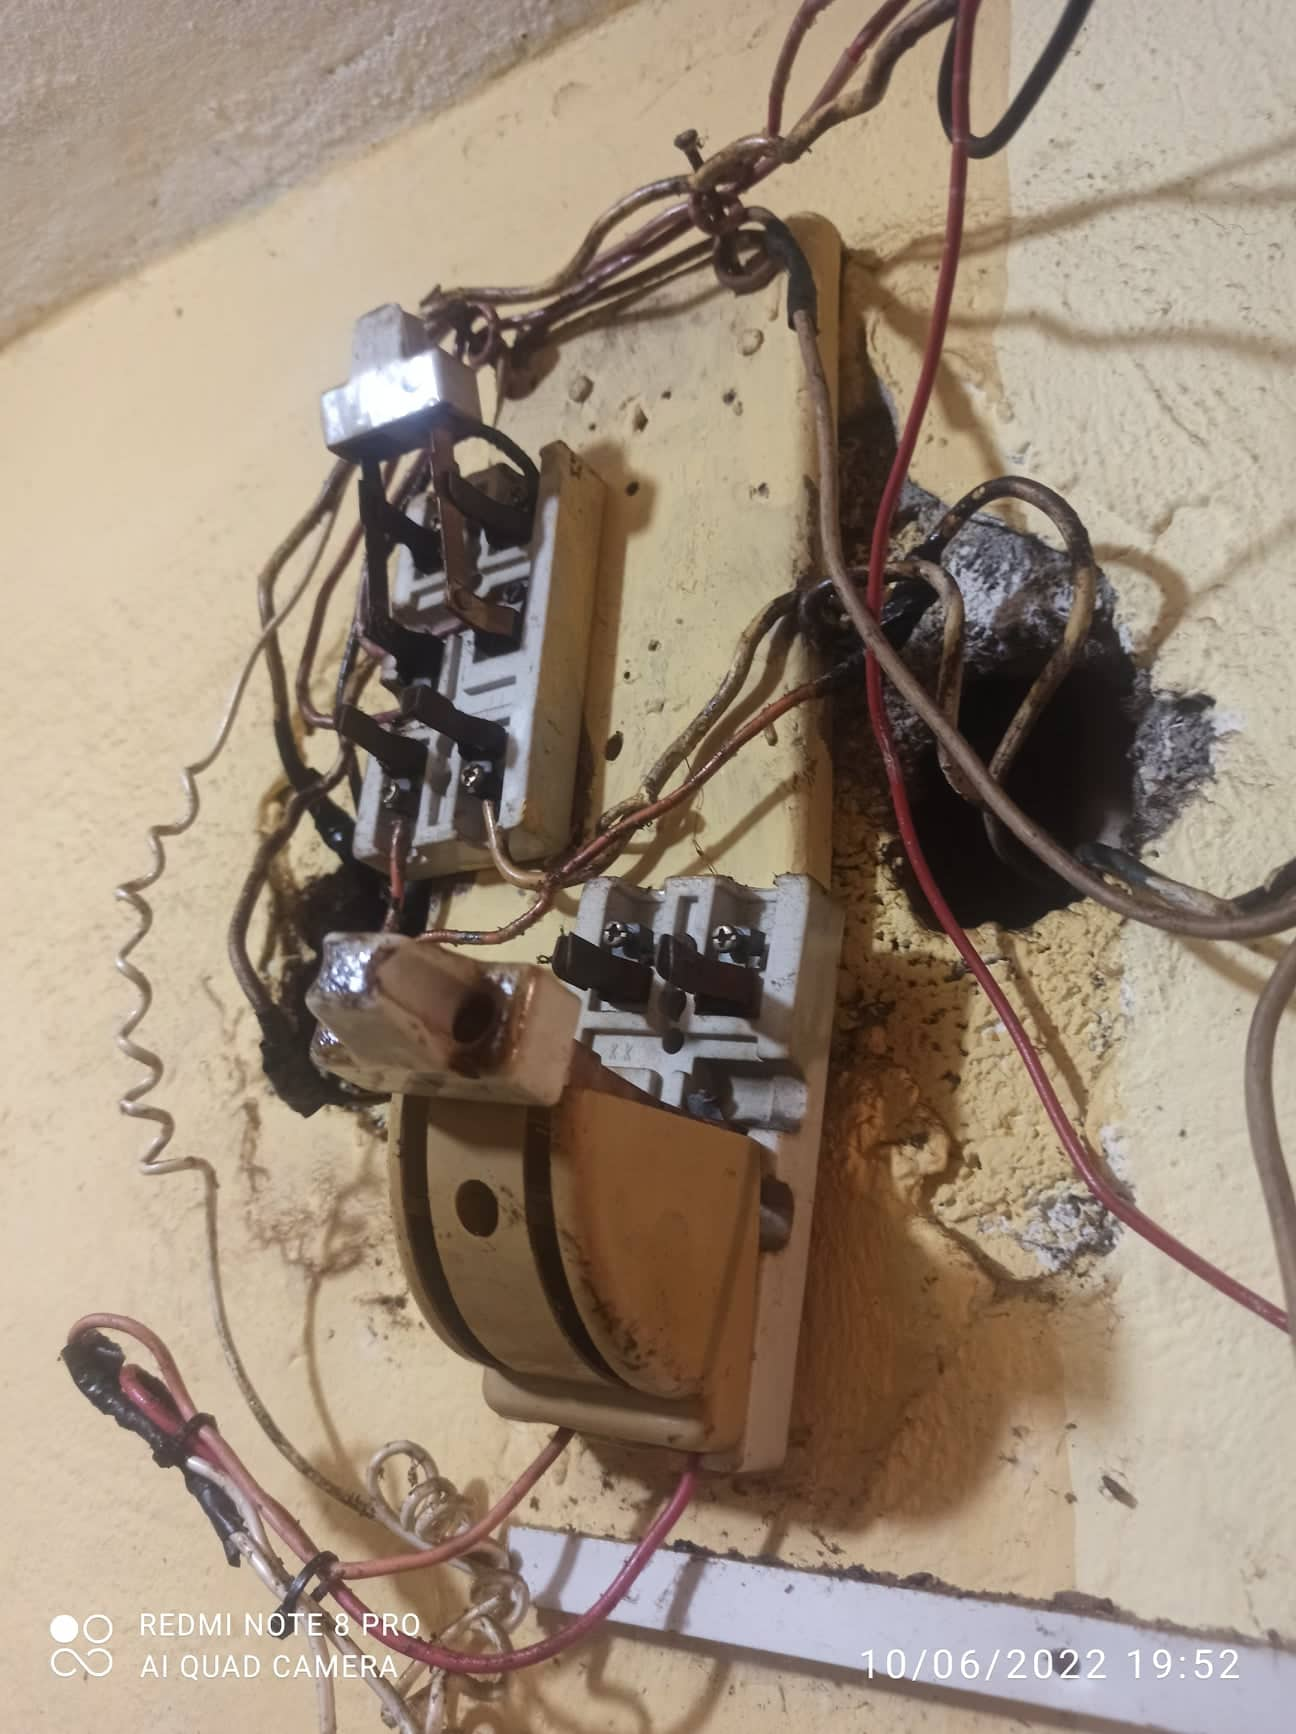 REDMI NOTE 8 PRO
AI QUAD CAMERA
10/06/2022 19:52